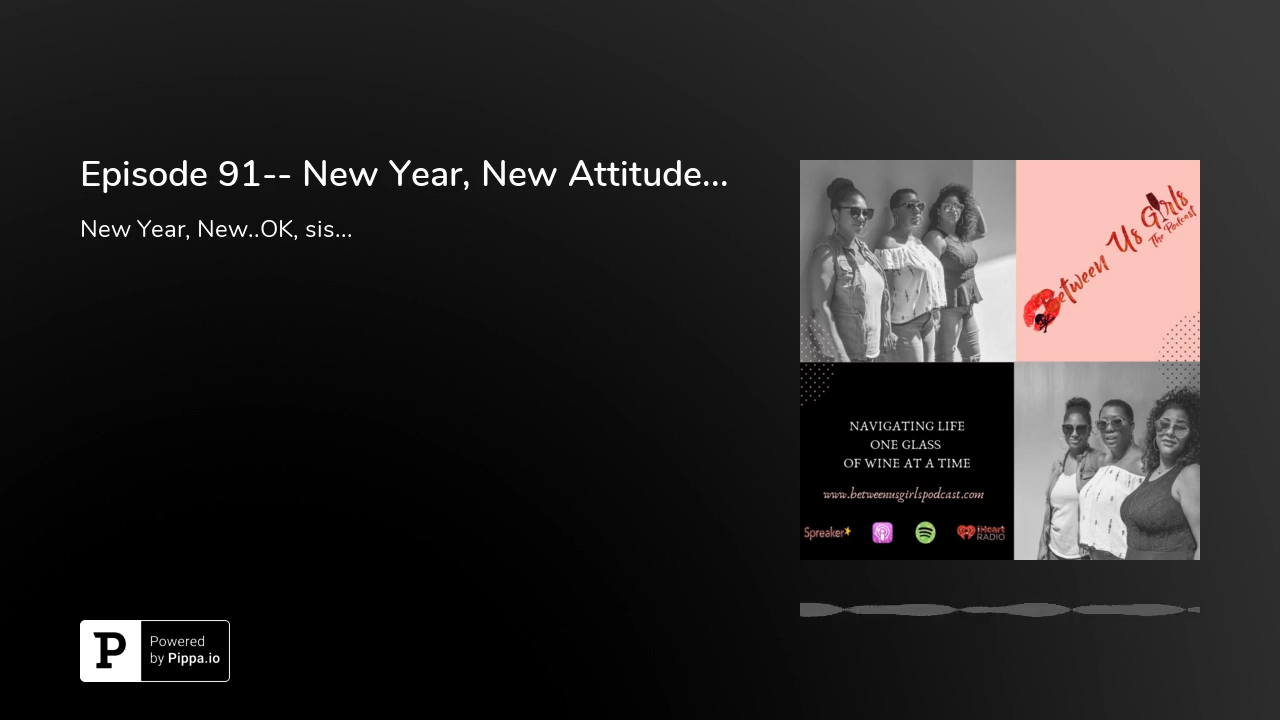 Episode 91-- New Year, New Attitude...
New Year, New..OK, sis...
Between Us Girls
The Podcast
NAVIGATING LIFE
ONE GLASS
OF WINE AT A TIME
www.betweenusgirlspodcast.com
Spreaker
iHeart
RADIO
P
Powered
by Pippa.io